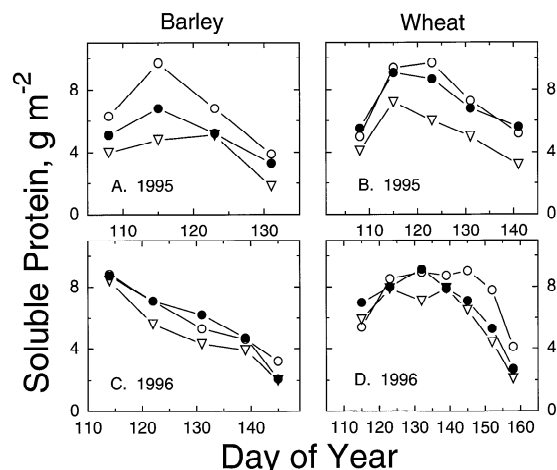 Barley Wheat
Soluble Protein, g m-2
8
4
0
A. 1995
110 120 130
8
4
0
B. 1995
110 120 130 140
8
4
0
C. 1996
110 120 130 140
8
4
0
D. 1996
110 120 130 140 150 160
Day of Year